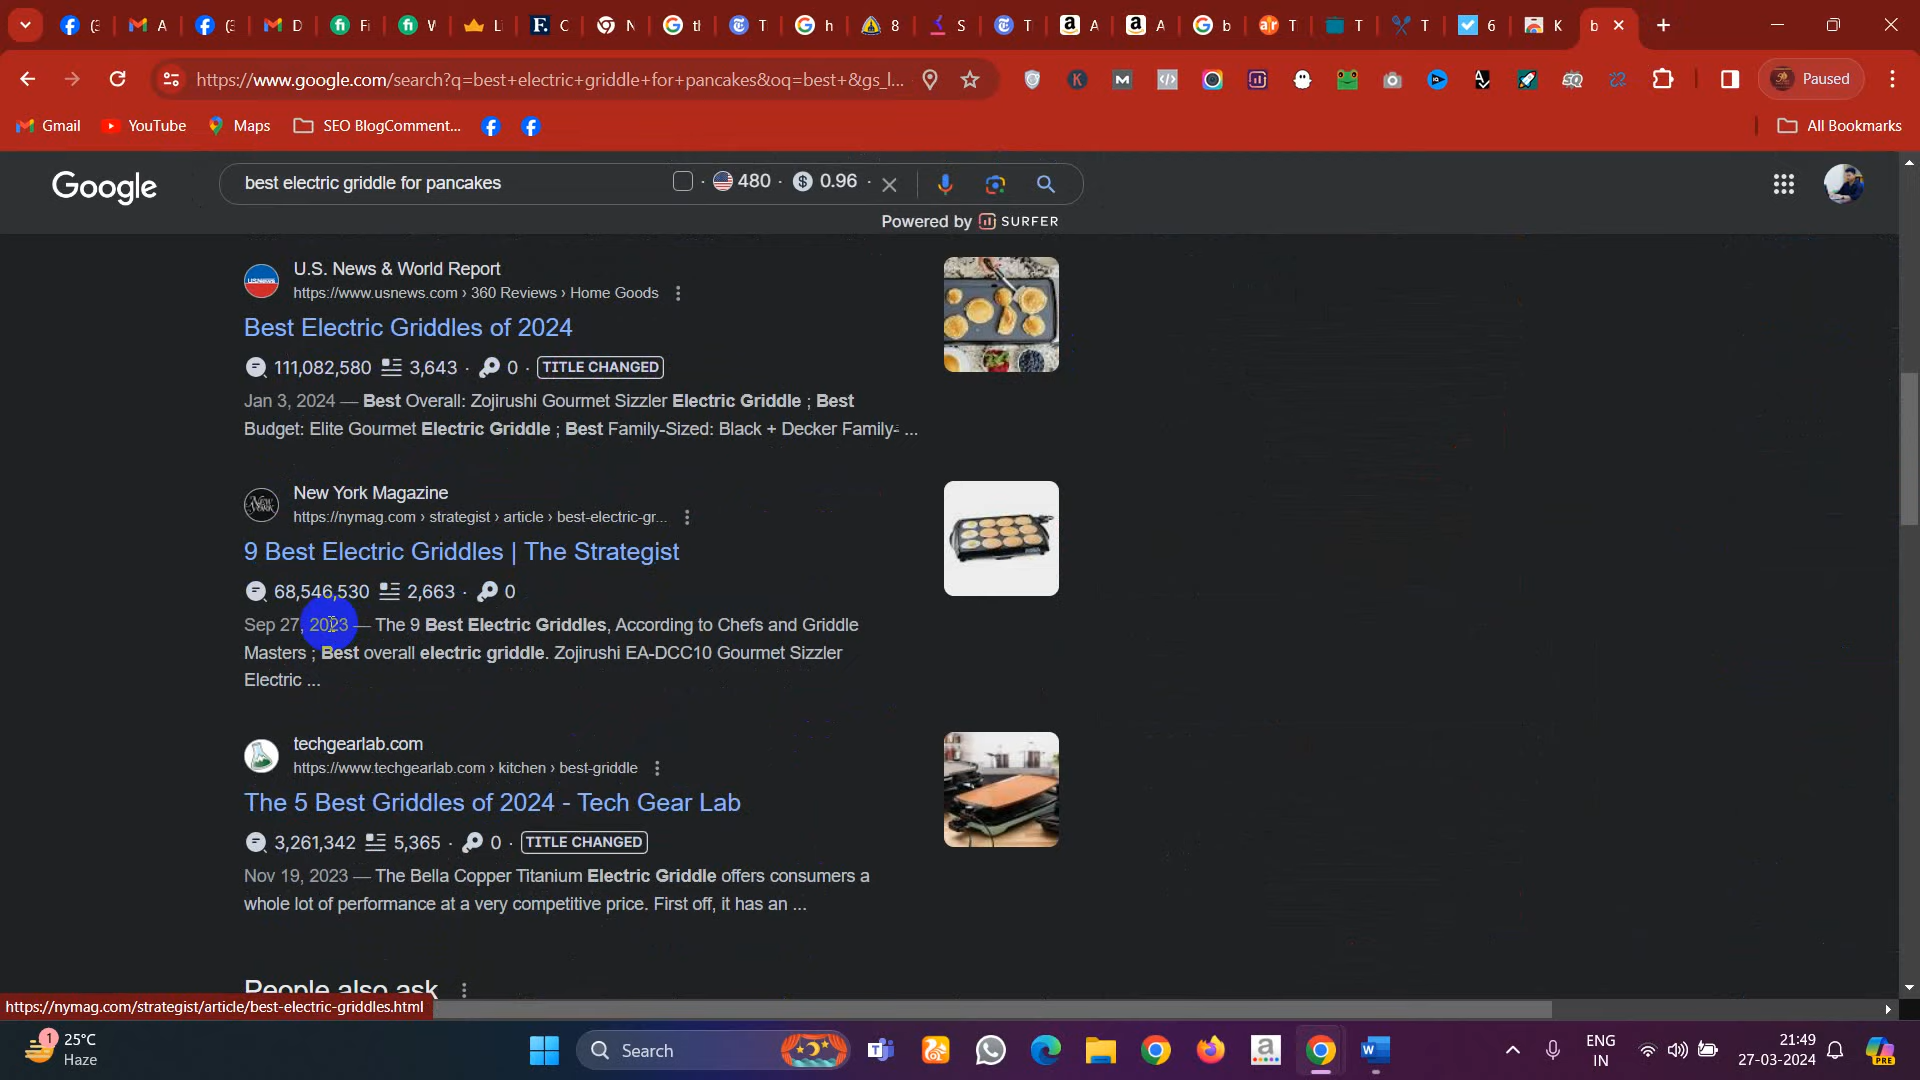 A
D
Fi
V
Li
C
N
tl
T
h
8
S
T
A
A
b
T
T
T
6
K
b
https://www.google.com/search?q=best+electric+griddle+for+pancakes&oq=best+&gs_l...
Paused
Gmail
YouTube
Maps
SEO BlogComment...
All Bookmarks
Google
best electric griddle for pancakes
480 · $ 0.96 ·
Powered by SURFER
U.S. News & World Report
https://www.usnews.com › 360 Reviews › Home Goods
Best Electric Griddles of 2024
111,082,580 3,643 · 0 · TITLE CHANGED
Jan 3, 2024 — Best Overall: Zojirushi Gourmet Sizzler Electric Griddle ; Best
Budget: Elite Gourmet Electric Griddle ; Best Family-Sized: Black + Decker Family- ...
New York Magazine
https://nymag.com › strategist › article › best-electric-gr...
9 Best Electric Griddles | The Strategist
68,546,530 2,663 · 0
Sep 27, 2023 — The 9 Best Electric Griddles, According to Chefs and Griddle
Masters ; Best overall electric griddle. Zojirushi EA-DCC10 Gourmet Sizzler
Electric ...
techgearlab.com
https://www.techgearlab.com › kitchen › best-griddle
The 5 Best Griddles of 2024 - Tech Gear Lab
3,261,342 5,365 · 0 · TITLE CHANGED
Nov 19, 2023 — The Bella Copper Titanium Electric Griddle offers consumers a
whole lot of performance at a very competitive price. First off, it has an ...
People also ask
https://nymag.com/strategist/article/best-electric-griddles.html
1
25°C
Haze
Search
ENG
IN
21:49
27-03-2024
PRE